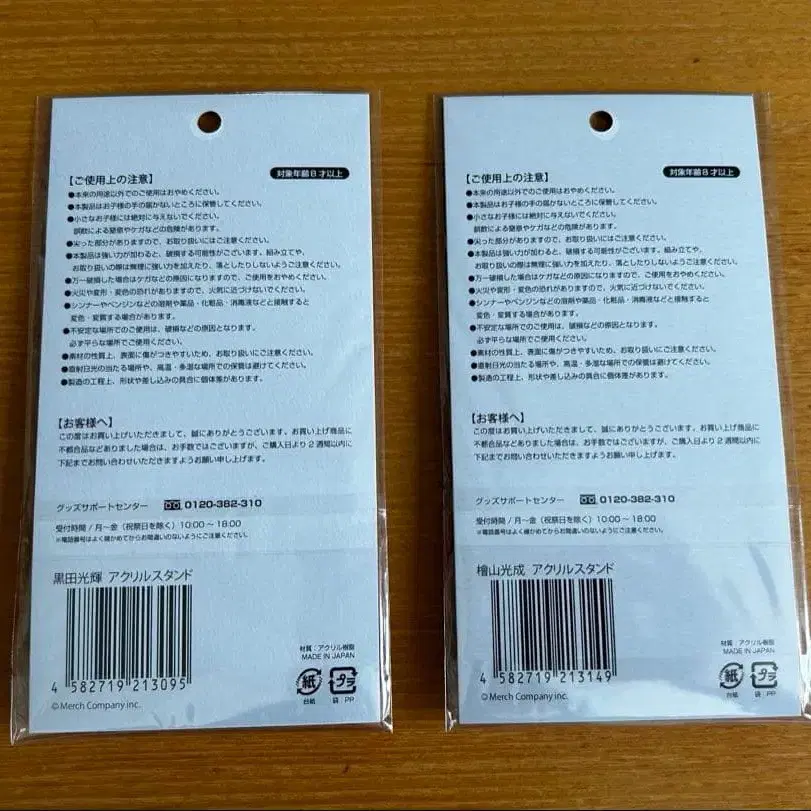 【ご使用上の注意】
対象年齢8才以上
●本来の用途以外でのご使用はおやめください。
●本製品はお子様の手の届かないところに保管してください。
●小さなお子様には絶対に与えないでください。
誤飲による窒息やケガなどの危険があります。
●尖った部分がありますので、お取り扱いにはご注意ください。
●本製品は強い力が加わると、破損する可能性がございます。組み立てや、
お取り扱いの際は無理に強い力を加えたり、落としたりしないようご注意ください。
●万一破損した場合はケガなどの原因になりますので、ご使用をおやめください。
●火災や変形・変色の恐れがありますので、火気に近づけないでください。
●シンナーやベンジンなどの溶剤や薬品・化粧品・消毒液などと接触すると
変色・変質する場合があります。
●不安定な場所でのご使用は、破損などの原因となります。
必ず平らな場所でご使用ください。
●素材の性質上、表面に傷がつきやすいため、お取り扱いにご注意ください。
●直射日光の当たる場所や、高温・多湿な場所での保管は避けてください。
●製造の工程上、形状や差し込みの具合に個体差があります。
【お客様へ】
この度はお買い上げいただきまして、誠にありがとうございます。お買い上げ商品に
不都合などありました場合は、お手数ではございますが、ご購入日より2週間以内に
下記までお問い合わせいただきますようお願い申し上げます。
グッズサポートセンター 0120-382-310
受付時間/月~金(祝祭日を除く)10:00~18:00
※電話番号はよく確かめてからお間違いのないようにご注意ください。
黒田光輝 アクリルスタンド
4 582719 213095
© Merch Company inc.
材質:アクリル樹脂
MADE IN JAPAN
紙
台紙
プラ
袋 PP
【ご使用上の注意】
対象年齢8才以上
●本来の用途以外でのご使用はおやめください。
●本製品はお子様の手の届かないところに保管してください。
●小さなお子様には絶対に与えないでください。
誤飲による窒息やケガなどの危険があります。
●尖った部分がありますので、お取り扱いにはご注意ください。
●本製品は強い力が加わると、破損する可能性がございます。組み立てや、
お取り扱いの際は無理に強い力を加えたり、落としたりしないようご注意ください。
●万一破損した場合はケガなどの原因になりますので、ご使用をおやめください。
●火災や変形・変色の恐れがありますので、火気に近づけないでください。
●シンナーやベンジンなどの溶剤や薬品・化粧品・消毒液などと接触すると
変色・変質する場合があります。
●不安定な場所でのご使用は、破損などの原因となります。
必ず平らな場所でご使用ください。
●素材の性質上、表面に傷がつきやすいため、お取り扱いにご注意ください。
●直射日光の当たる場所や、高温・多湿な場所での保管は避けてください。
●製造の工程上、形状や差し込みの具合に個体差があります。
【お客様へ】
この度はお買い上げいただきまして、誠にありがとうございます。お買い上げ商品に
不都合などありました場合は、お手数ではございますが、ご購入日より2週間以内に
下記までお問い合わせいただきますようお願い申し上げます。
グッズサポートセンター 0120-382-310
受付時間/月~金(祝祭日を除く)10:00~18:00
※電話番号はよく確かめてからお間違いのないようにご注意ください。
檜山光成 アクリルスタンド
4 582719 213149
© Merch Company inc.
材質:アクリル樹脂
MADE IN JAPAN
紙
台紙
プラ
袋 PP